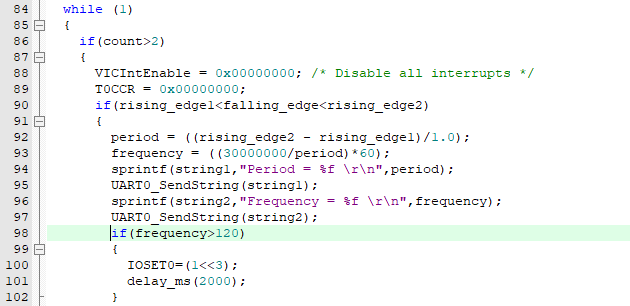 84 while (1)
85 {
86 if(count>2)
87 {
88 VICIntEnable = 0x00000000; /* Disable all interrupts */
89 T0CCR = 0x00000000;
90 if(rising_edge1<falling_edge<rising_edge2)
91 {
92 period = ((rising_edge2 - rising_edge1)/1.0);
93 frequency = ((30000000/period)*60);
94 sprintf(string1,"Period = %f \r\n",period);
95 UART0_SendString(string1);
96 sprintf(string2,"Frequency = %f \r\n",frequency);
97 UART0_SendString(string2);
98 if(frequency>120)
99 {
100 IOSET0=(1<<3);
101 delay_ms(2000);
102 }